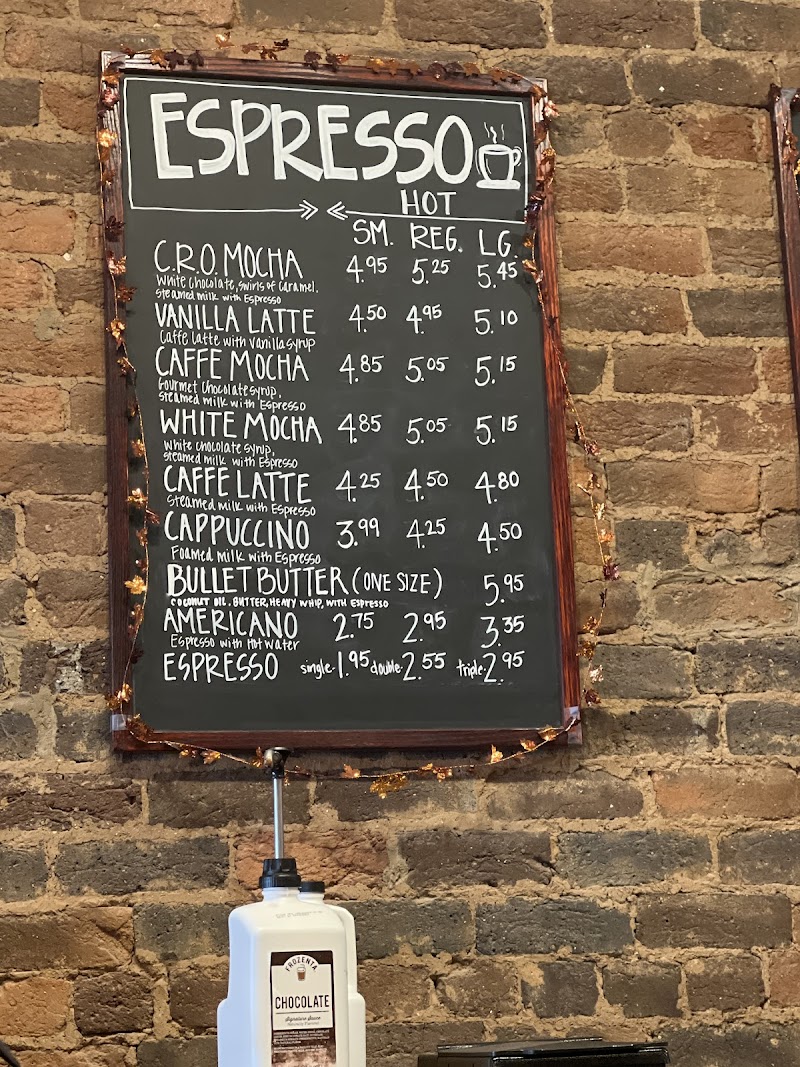 ESPRESSO
HOT
SM. REG. LG.
C.R.O. MOCHA 4.95 5.25 5.45
White chocolate, swirls of caramel,
steamed milk with Espresso
VANILLA LATTE 4.50 4.95 5.10
Caffe latte with vanilla syrup
CAFFE MOCHA 4.85 5.05 5.15
Gourmet chocolate syrup,
steamed milk with Espresso
WHITE MOCHA 4.85 5.05 5.15
White chocolate syrup,
steamed milk with Espresso
CAFFE LATTE 4.25 4.50 4.80
steamed milk with Espresso
CAPPUCCINO 3.99 4.25 4.50
Foamed milk with Espresso
BULLET BUTTER (ONE SIZE) 5.95
COCONUT OIL, BUTTER, HEAVY WHIP, WITH ESPRESSO
AMERICANO 2.75 2.95 3.35
Espresso with Hot Water
ESPRESSO single-1.95 double-2.55 triple-2.95
FROZENTA
CHOCOLATE
Signature Sauce